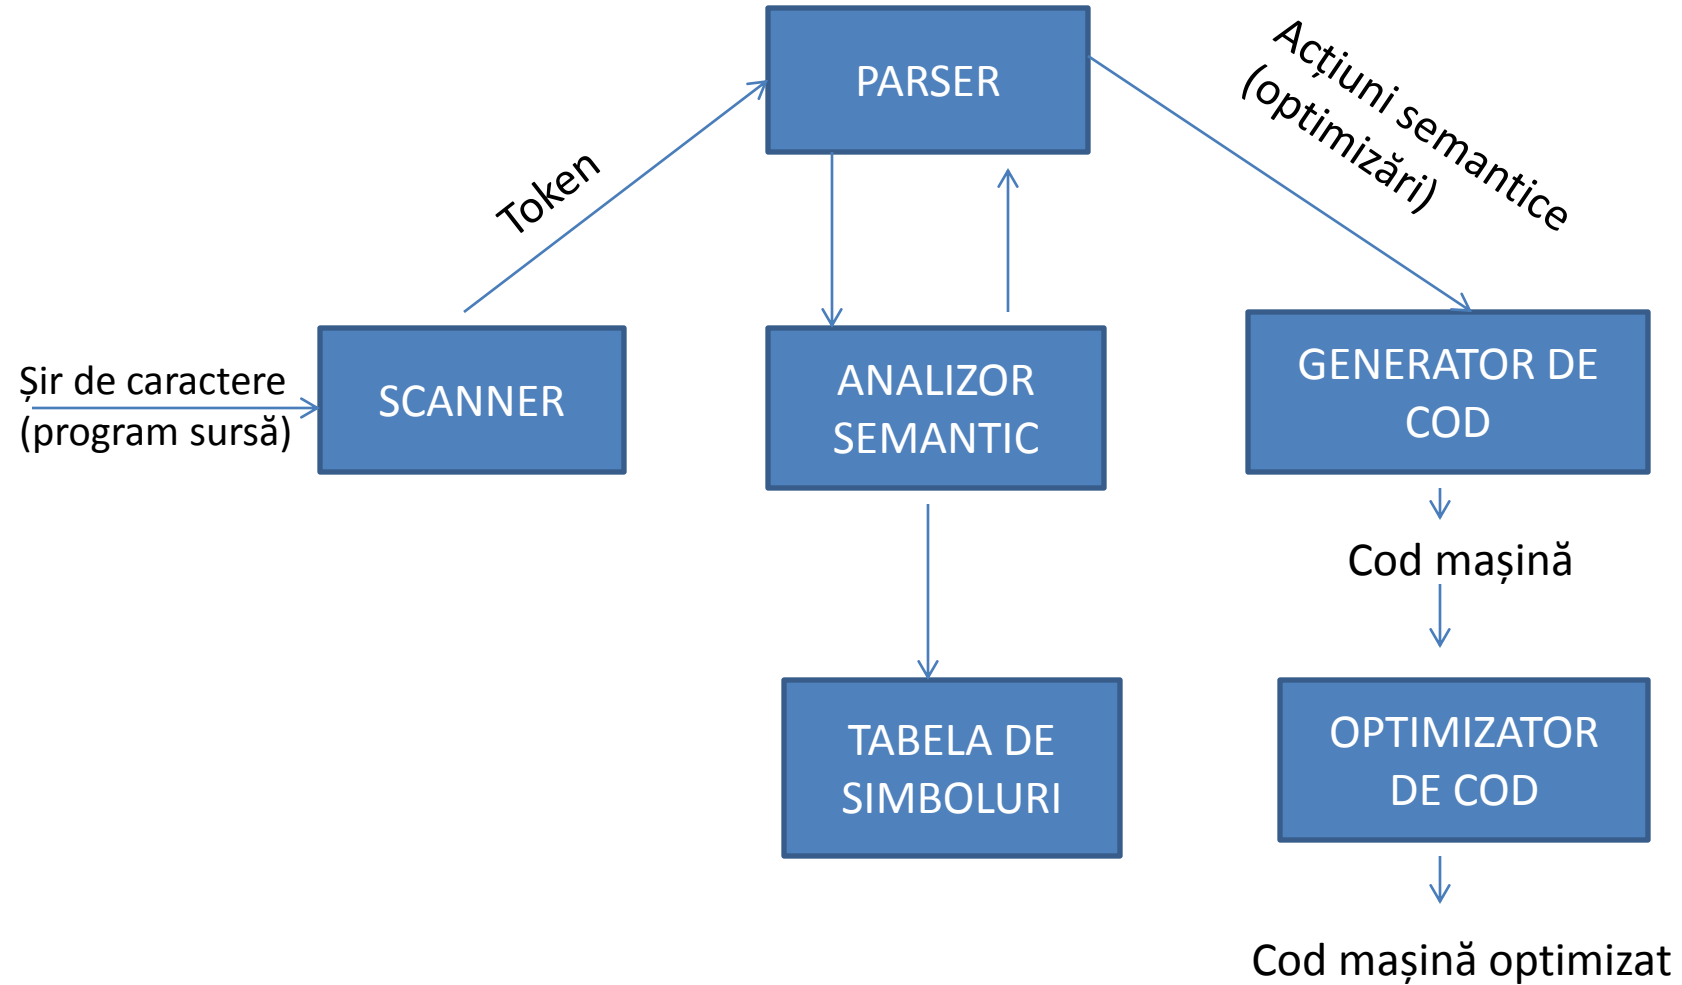 PARSER
Acțiuni semantice
(optimizări)
Token
Șir de caractere
(program sursă)
SCANNER
ANALIZOR
SEMANTIC
GENERATOR DE
COD
Cod mașină
TABELA DE
SIMBOLURI
OPTIMIZATOR
DE COD
Cod mașină optimizat